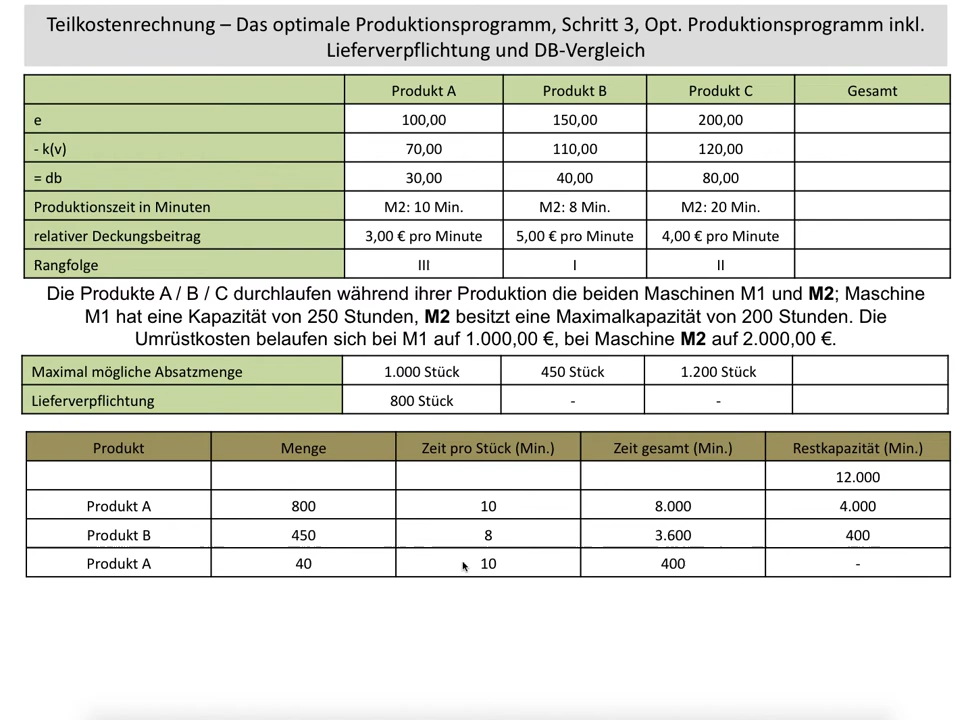 Teilkostenrechnung – Das optimale Produktionsprogramm, Schritt 3, Opt. Produktionsprogramm inkl.
Lieferverpflichtung und DB-Vergleich
Produkt A Produkt B Produkt C Gesamt
e 100,00 150,00 200,00
- k(v) 70,00 110,00 120,00
= db 30,00 40,00 80,00
Produktionszeit in Minuten M2: 10 Min. M2: 8 Min. M2: 20 Min.
relativer Deckungsbeitrag 3,00 € pro Minute 5,00 € pro Minute 4,00 € pro Minute
Rangfolge III I II
Die Produkte A / B / C durchlaufen während ihrer Produktion die beiden Maschinen M1 und M2; Maschine
M1 hat eine Kapazität von 250 Stunden, M2 besitzt eine Maximalkapazität von 200 Stunden. Die
Umrüstkosten belaufen sich bei M1 auf 1.000,00 €, bei Maschine M2 auf 2.000,00 €.
Maximal mögliche Absatzmenge 1.000 Stück 450 Stück 1.200 Stück
Lieferverpflichtung 800 Stück - -
Produkt Menge Zeit pro Stück (Min.) Zeit gesamt (Min.) Restkapazität (Min.)
12.000
Produkt A 800 10 8.000 4.000
Produkt B 450 8 3.600 400
Produkt A 40 10 400 -